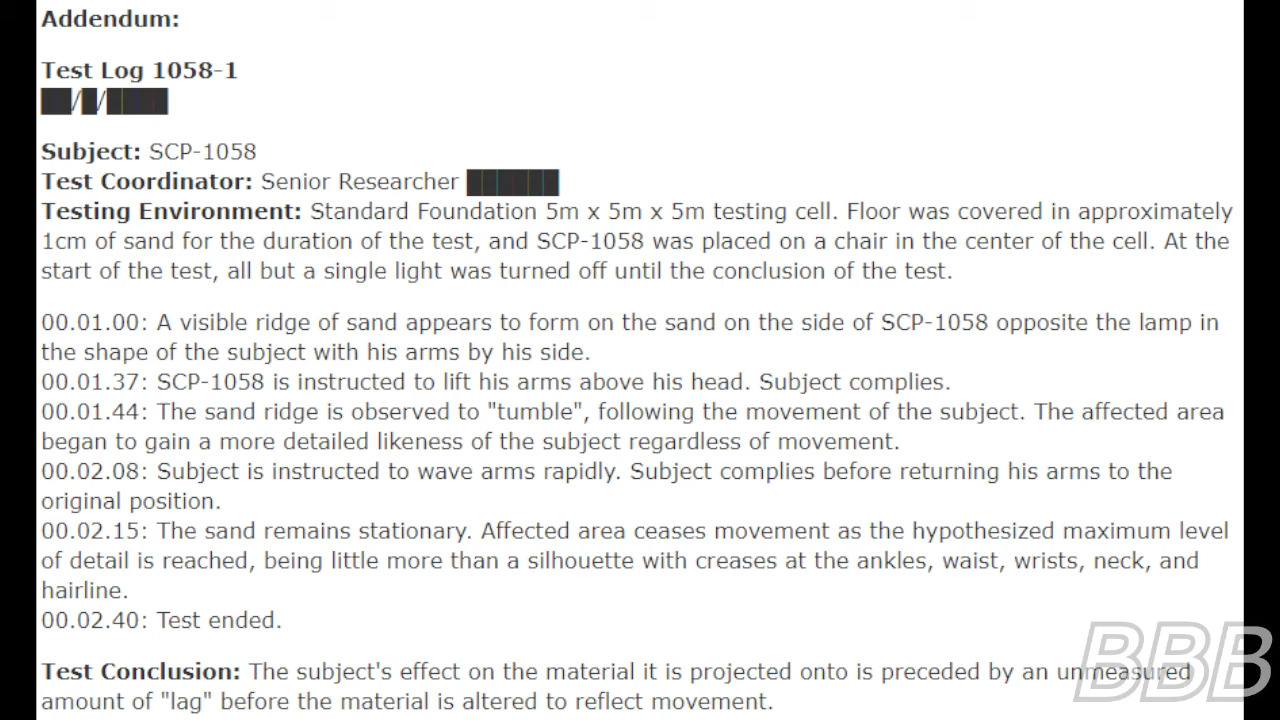 Addendum:
Test Log 1058-1
██/█/████
Subject: SCP-1058
Test Coordinator: Senior Researcher ██████
Testing Environment: Standard Foundation 5m x 5m x 5m testing cell. Floor was covered in approximately
1cm of sand for the duration of the test, and SCP-1058 was placed on a chair in the center of the cell. At the
start of the test, all but a single light was turned off until the conclusion of the test.
00.01.00: A visible ridge of sand appears to form on the sand on the side of SCP-1058 opposite the lamp in
the shape of the subject with his arms by his side.
00.01.37: SCP-1058 is instructed to lift his arms above his head. Subject complies.
00.01.44: The sand ridge is observed to "tumble", following the movement of the subject. The affected area
began to gain a more detailed likeness of the subject regardless of movement.
00.02.08: Subject is instructed to wave arms rapidly. Subject complies before returning his arms to the
original position.
00.02.15: The sand remains stationary. Affected area ceases movement as the hypothesized maximum level
of detail is reached, being little more than a silhouette with creases at the ankles, waist, wrists, neck, and
hairline.
00.02.40: Test ended.
Test Conclusion: The subject's effect on the material it is projected onto is preceded by an unmeasured
amount of "lag" before the material is altered to reflect movement.
BBB